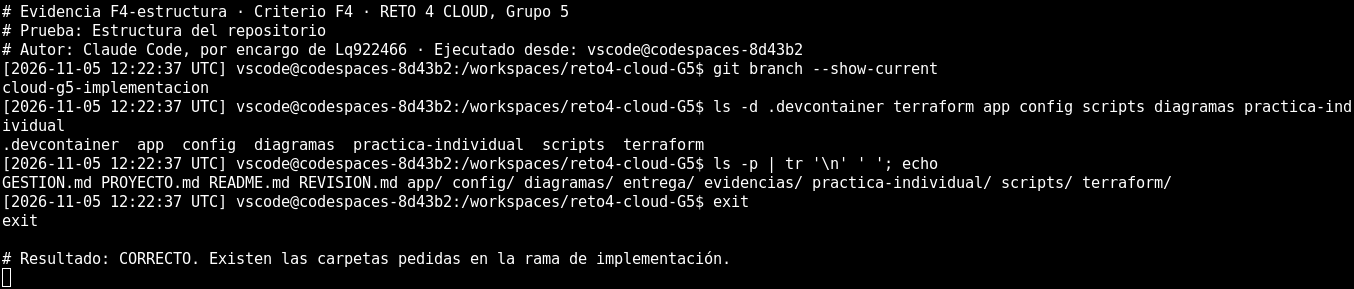 # Evidencia F4-estructura · Criterio F4 · RETO 4 CLOUD, Grupo 5
# Prueba: Estructura del repositorio
# Autor: Claude Code, por encargo de Lq922466 · Ejecutado desde: vscode@codespaces-8d43b2
[2026-11-05 12:22:37 UTC] vscode@codespaces-8d43b2:/workspaces/reto4-cloud-G5$ git branch --show-current
cloud-g5-implementacion
[2026-11-05 12:22:37 UTC] vscode@codespaces-8d43b2:/workspaces/reto4-cloud-G5$ ls -d .devcontainer terraform app config scripts diagramas practica-ind
ividual
.devcontainer  app  config  diagramas  practica-individual  scripts  terraform
[2026-11-05 12:22:37 UTC] vscode@codespaces-8d43b2:/workspaces/reto4-cloud-G5$ ls -p | tr '\n' ' '; echo
GESTION.md PROYECTO.md README.md REVISION.md app/ config/ diagramas/ entrega/ evidencias/ practica-individual/ scripts/ terraform/
[2026-11-05 12:22:37 UTC] vscode@codespaces-8d43b2:/workspaces/reto4-cloud-G5$ exit
exit
# Resultado: CORRECTO. Existen las carpetas pedidas en la rama de implementación.